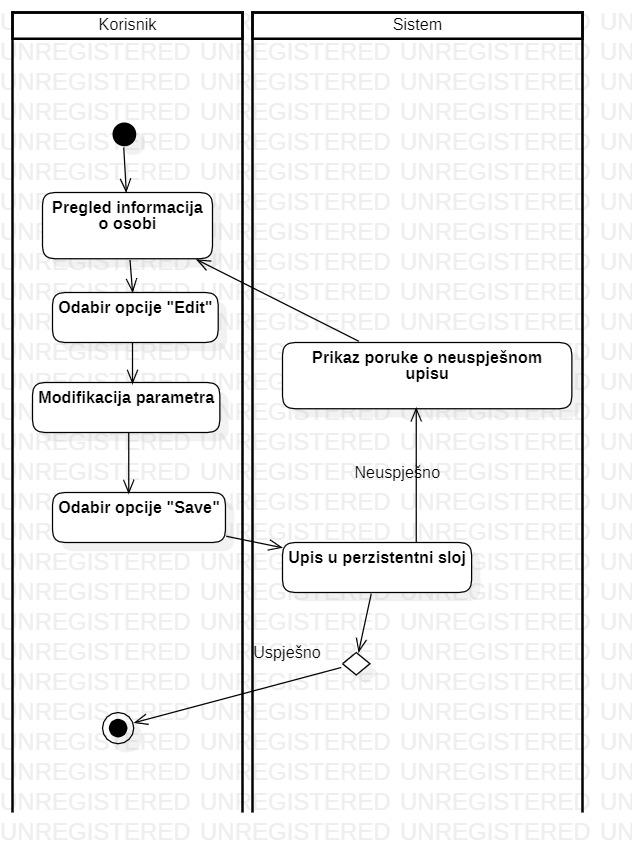 Korisnik
Sistem
Pregled informacija
o osobi
Odabir opcije "Edit"
Prikaz poruke o neuspješnom
upisu
Modifikacija parametra
Neuspješno
Odabir opcije "Save"
Upis u perzistentni sloj
Uspješno
UNREGISTERED